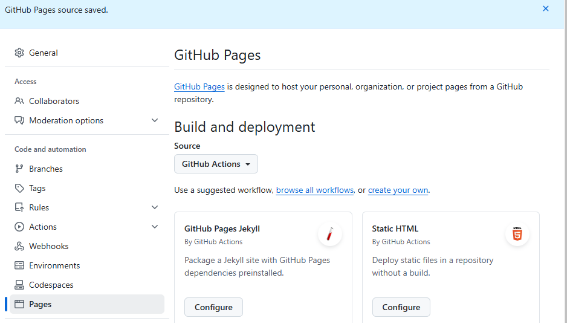 GitHub Pages source saved.
General
Access
Collaborators
Moderation options
Code and automation
Branches
Tags
Rules
Actions
Webhooks
Environments
Codespaces
Pages
GitHub Pages
GitHub Pages is designed to host your personal, organization, or project pages from a GitHub
repository.
Build and deployment
Source
GitHub Actions
Use a suggested workflow, browse all workflows, or create your own.
GitHub Pages Jekyll
By GitHub Actions
Package a Jekyll site with GitHub Pages
dependencies preinstalled.
Configure
Static HTML
By GitHub Actions
Deploy static files in a repository
without a build.
Configure